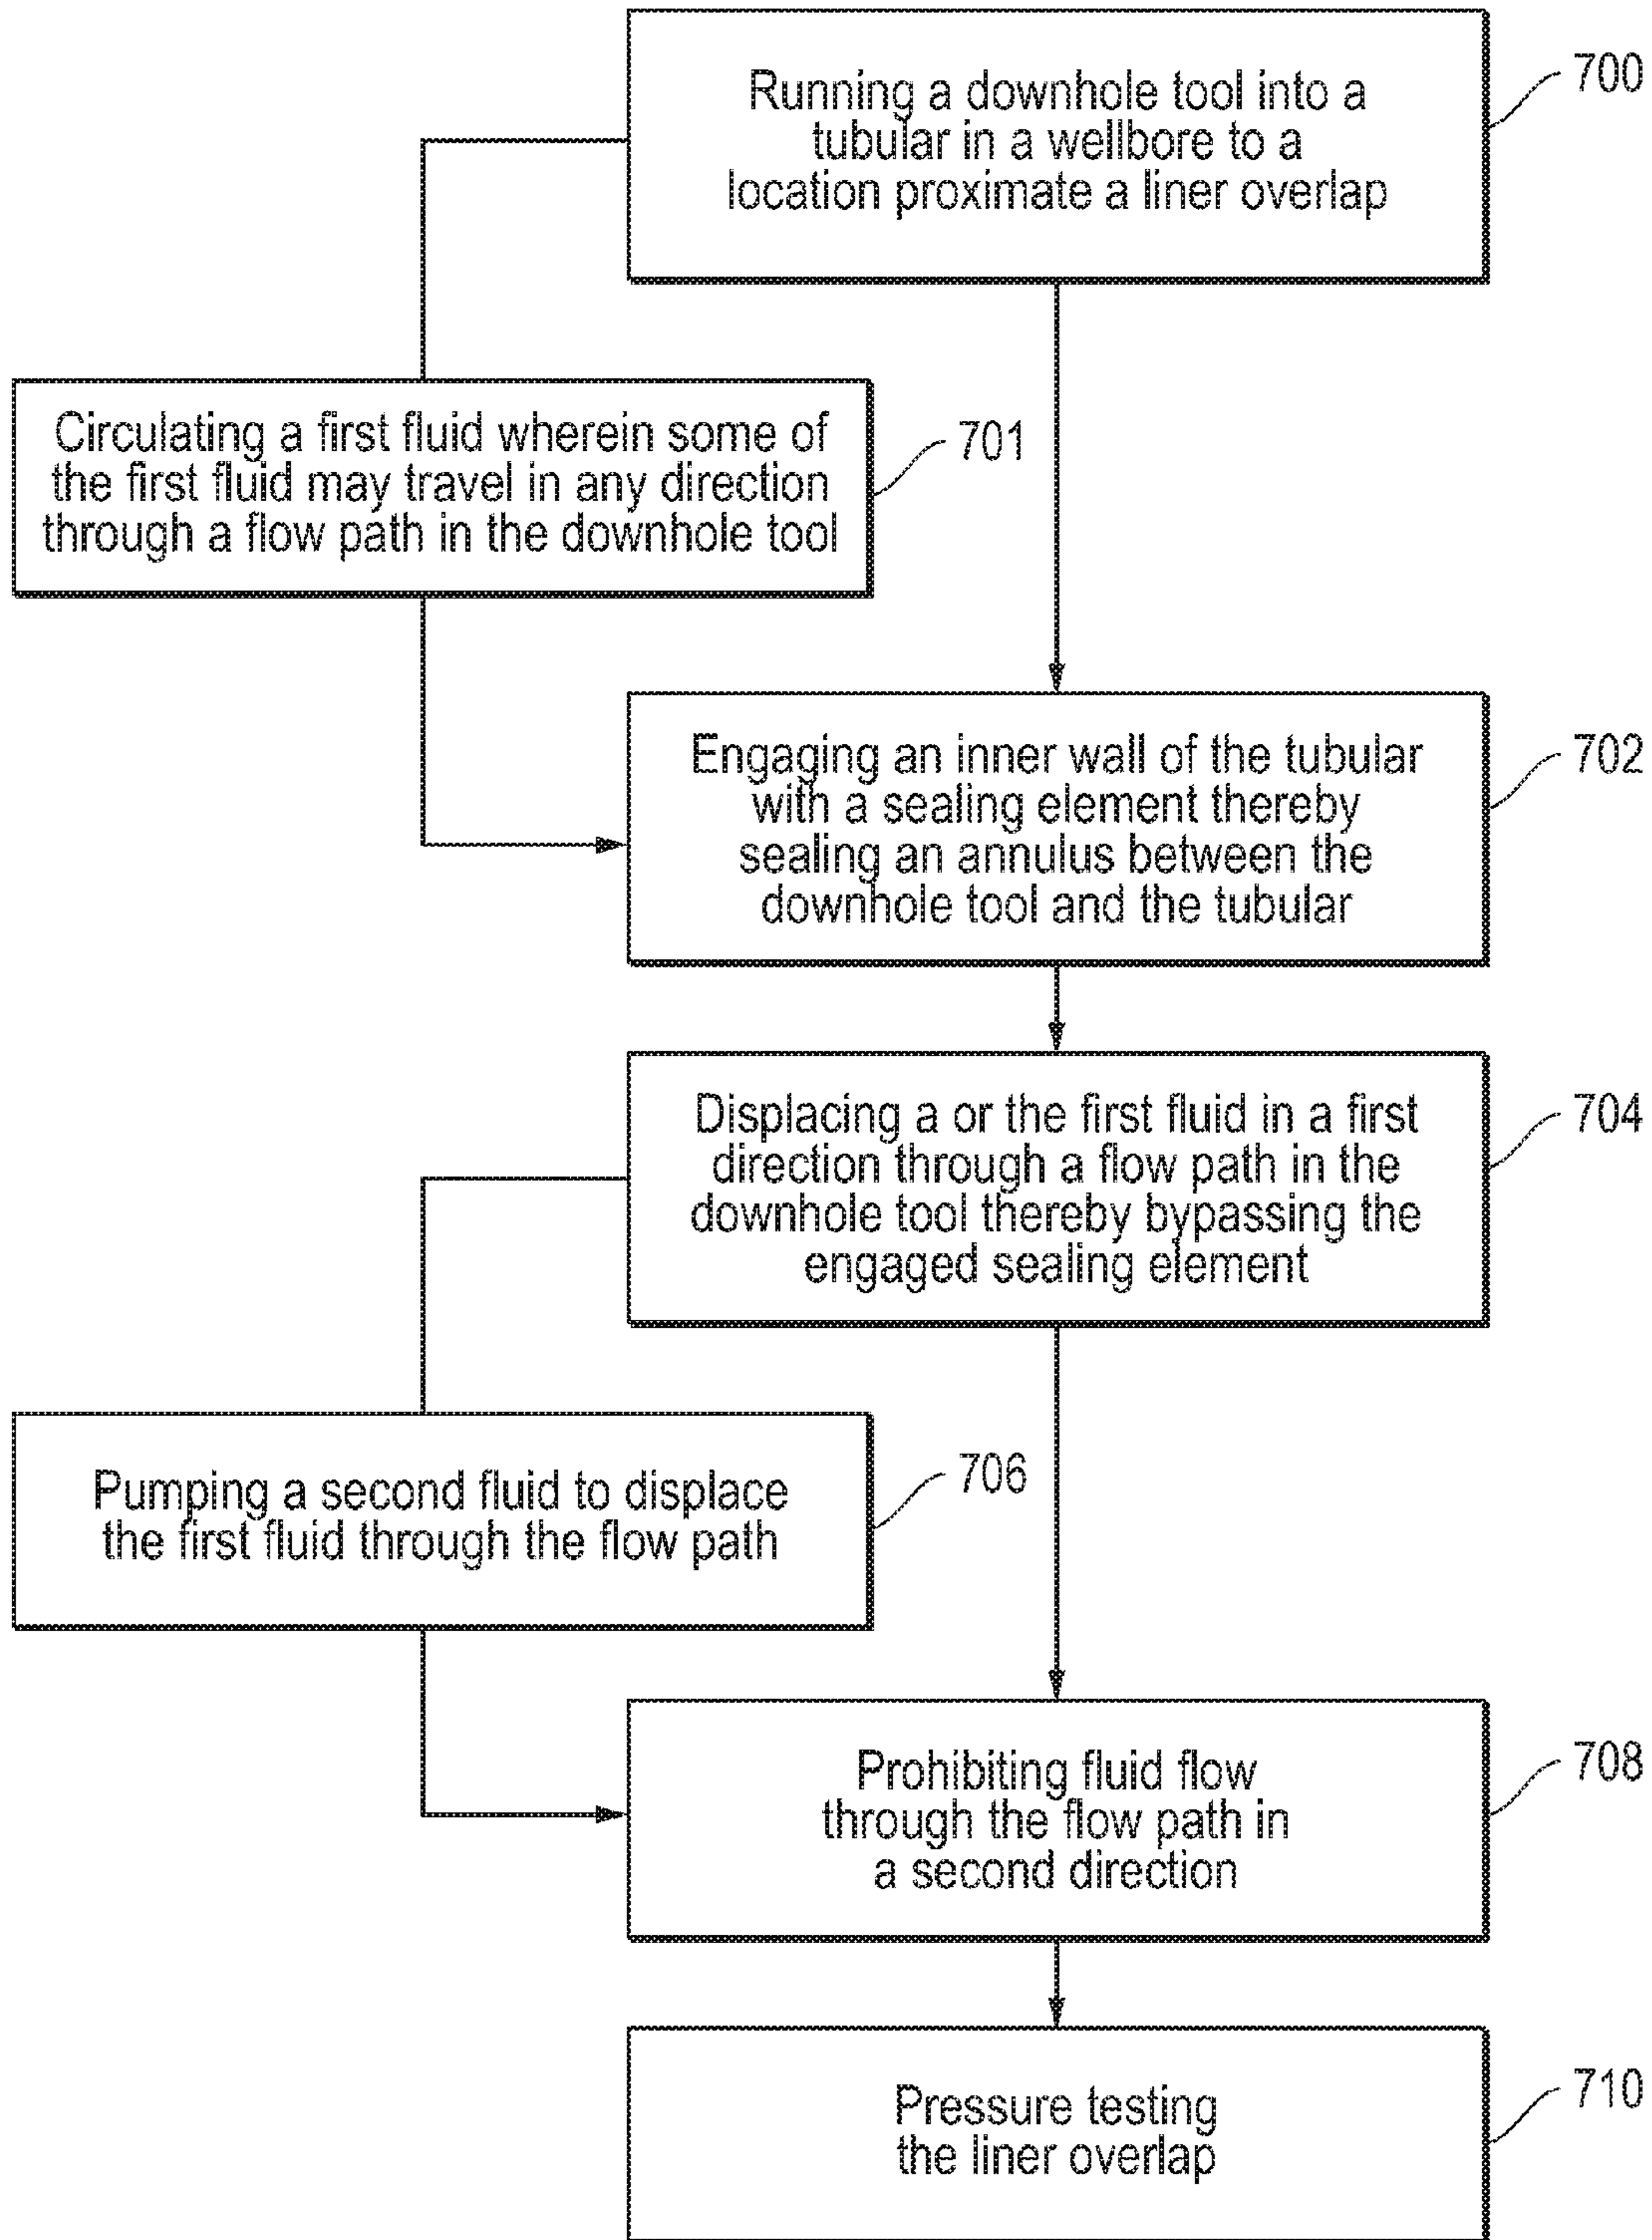 Running a downhole tool into a
tubular in a wellbore to a
location proximate a liner overlap
700
Circulating a first fluid wherein some of
the first fluid may travel in any direction
through a flow path in the downhole tool
701
Engaging an inner wall of the tubular
with a sealing element thereby
sealing an annulus between the
downhole tool and the tubular
702
Displacing a or the first fluid in a first
direction through a flow path in the
downhole tool thereby bypassing the
engaged sealing element
704
Pumping a second fluid to displace
the first fluid through the flow path
706
Prohibiting fluid flow
through the flow path in
a second direction
708
Pressure testing
the liner overlap
710